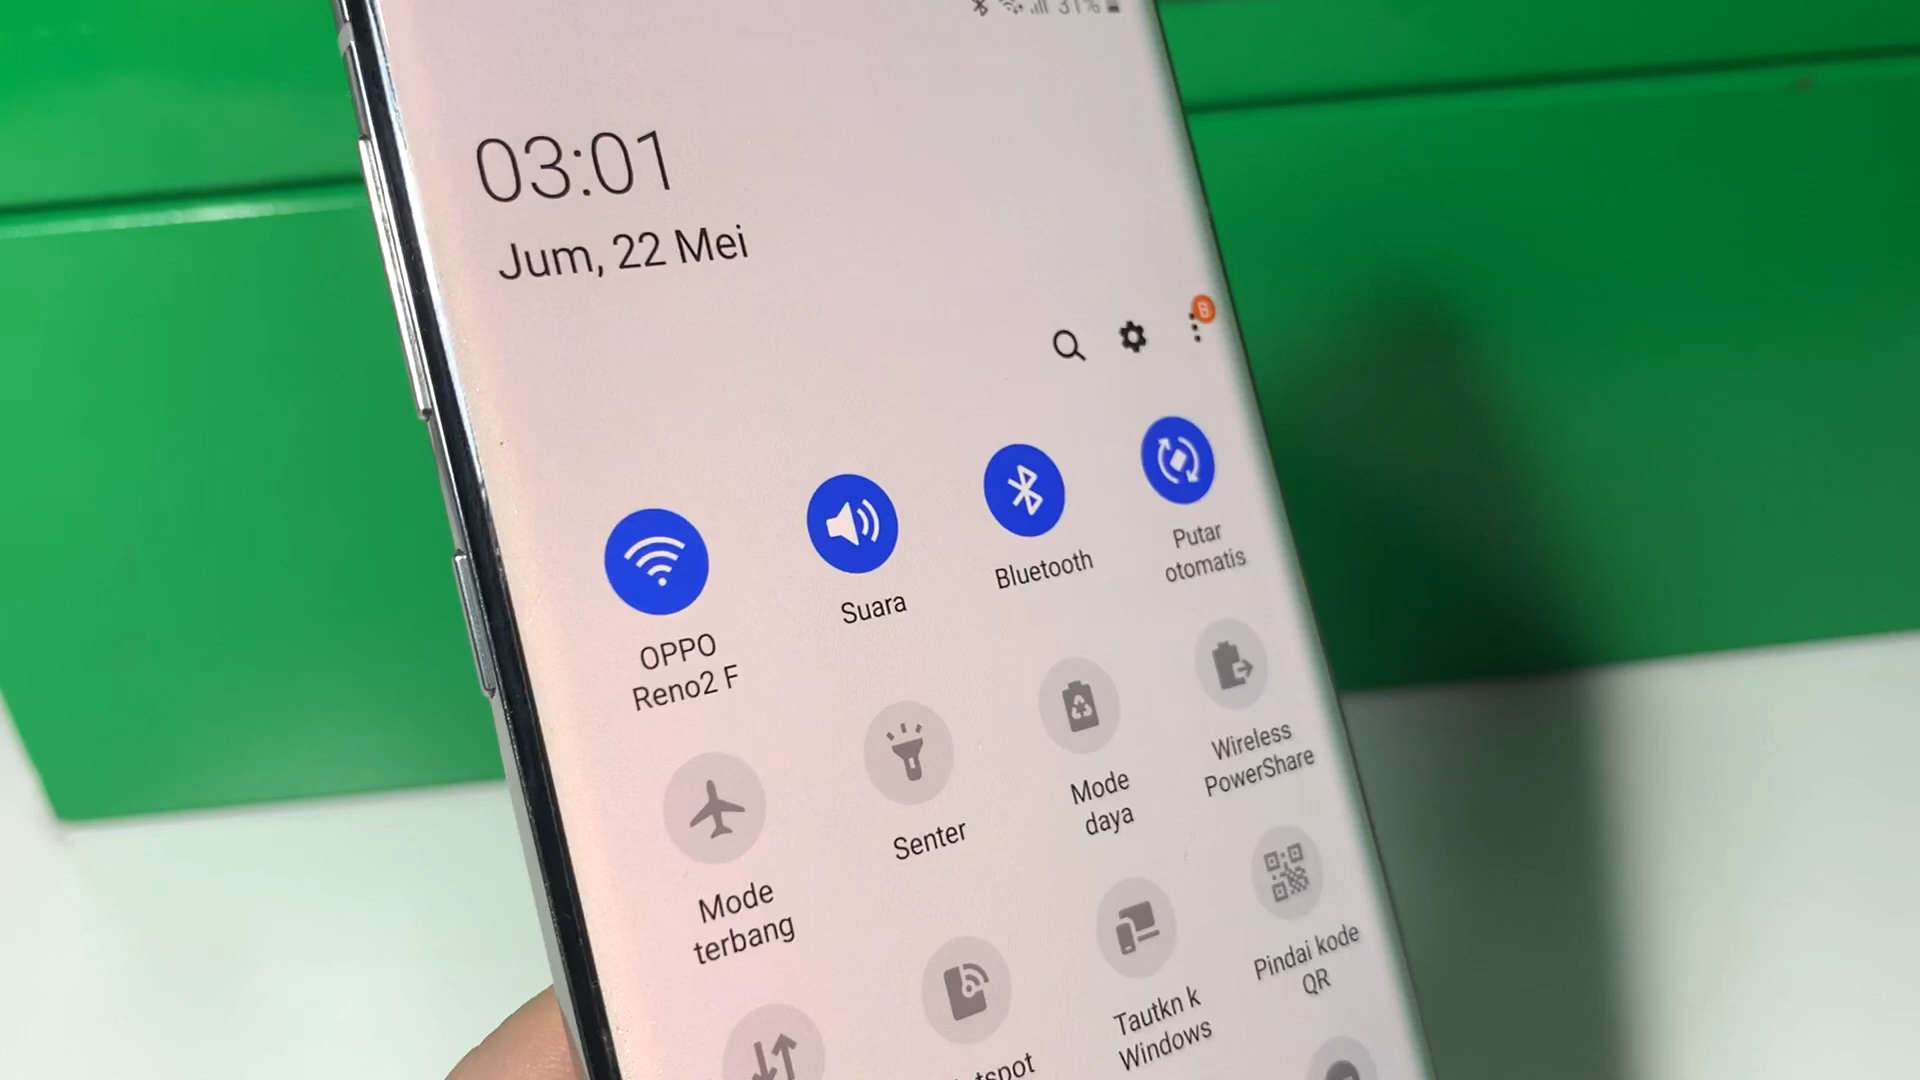 31%
03:01
Jum, 22 Mei
OPPO
Reno2 F
Suara
Bluetooth
Putar
otomatis
Mode
terbang
Senter
Mode
daya
Wireless
PowerShare
Tautkn k
Windows
Pindai kode
QR